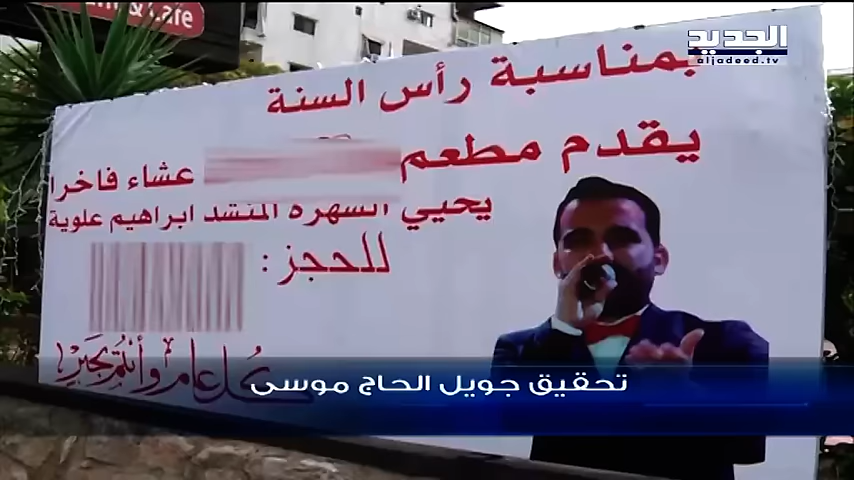 & Cafe
الجديد
aljadeed.tv
بمناسبة رأس السنة
يقدم مطعم عشاء فاخرا
يحيي السهرة المنشد ابراهيم علوية
للحجز :
كل عام وأنتم بخير
تحقيق جويل الحاج موسى